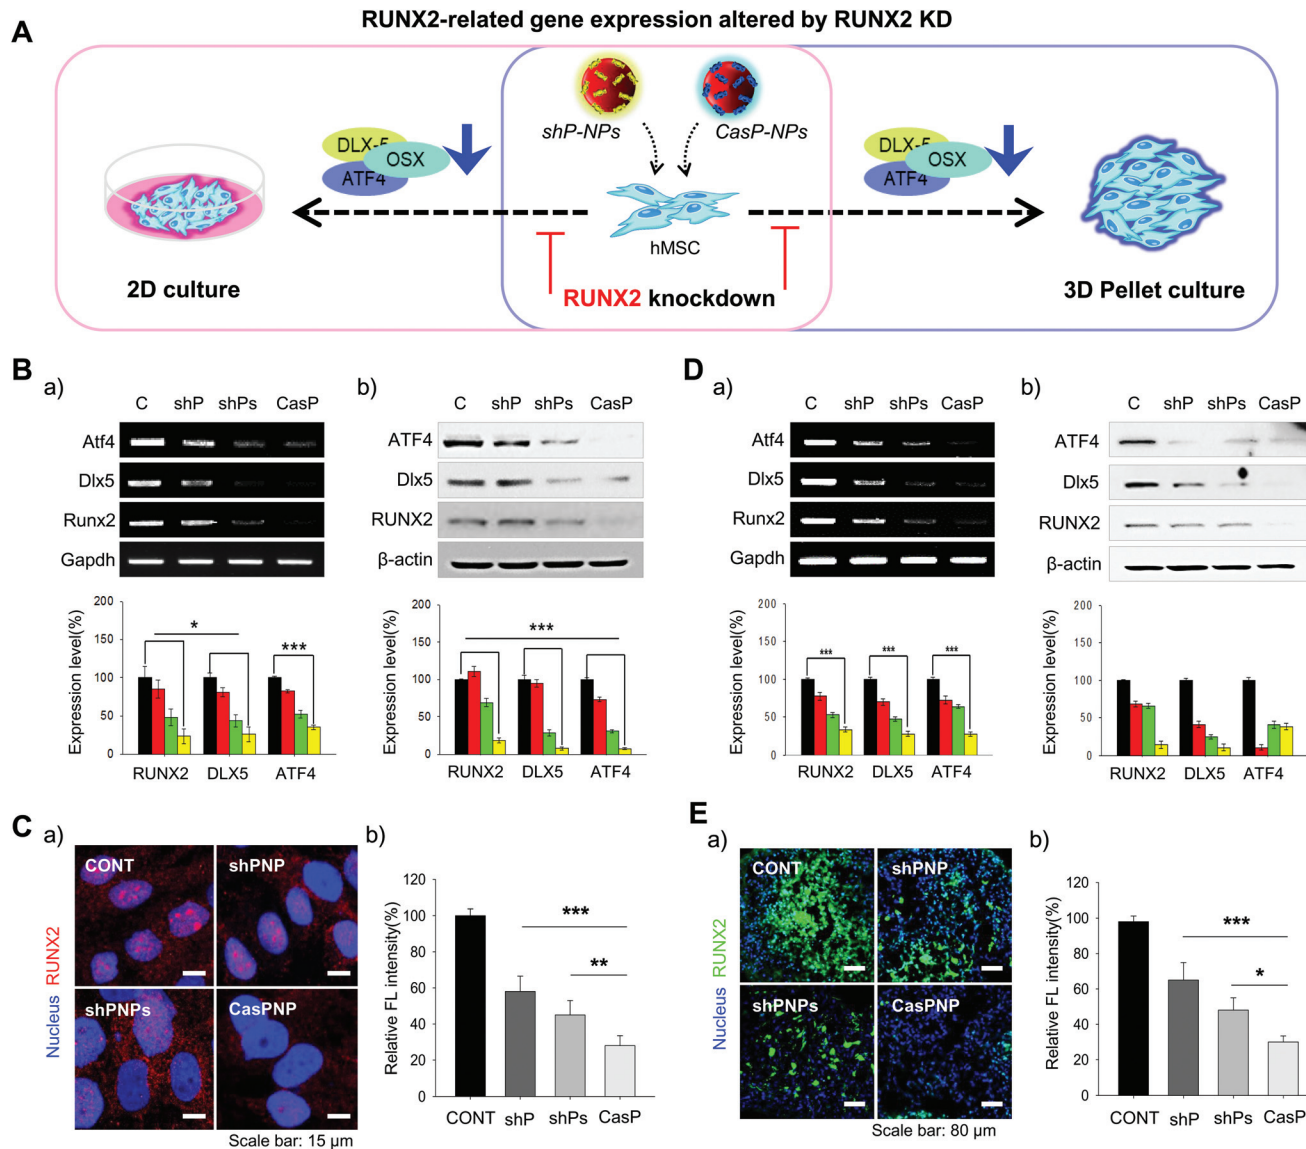 RUNX2-related gene expression altered by RUNX2 KD
A
shP-NPs
CasP-NPs
DLX-5
OSX
ATF4
DLX-5
OSX
ATF4
hMSC
2D culture
RUNX2 knockdown
3D Pellet culture
B
a)
C shP shPs CasP
Atf4
Dlx5
Runx2
Gapdh
Expression level(%)
200
150
100
50
0
*
***
RUNX2 DLX5 ATF4
b)
C shP shPs CasP
ATF4
Dlx5
RUNX2
β-actin
Expression level(%)
200
150
100
50
0
***
RUNX2 DLX5 ATF4
D
a)
C shP shPs CasP
Atf4
Dlx5
Runx2
Gapdh
Expression level(%)
200
150
100
50
0
*** *** ***
RUNX2 DLX5 ATF4
b)
C shP shPs CasP
ATF4
Dlx5
RUNX2
β-actin
Expression level(%)
200
150
100
50
0
RUNX2 DLX5 ATF4
C
a)
Nucleus RUNX2
CONT
shPNP
shPNPs
CasPNP
Scale bar: 15 µm
b)
Relative FL intensity(%)
120
100
80
60
40
20
0
***
**
CONT shP shPs CasP
E
a)
Nucleus RUNX2
CONT
shPNP
shPNPs
CasPNP
Scale bar: 80 µm
b)
Relative FL intensity(%)
120
100
80
60
40
20
0
***
*
CONT shP shPs CasP